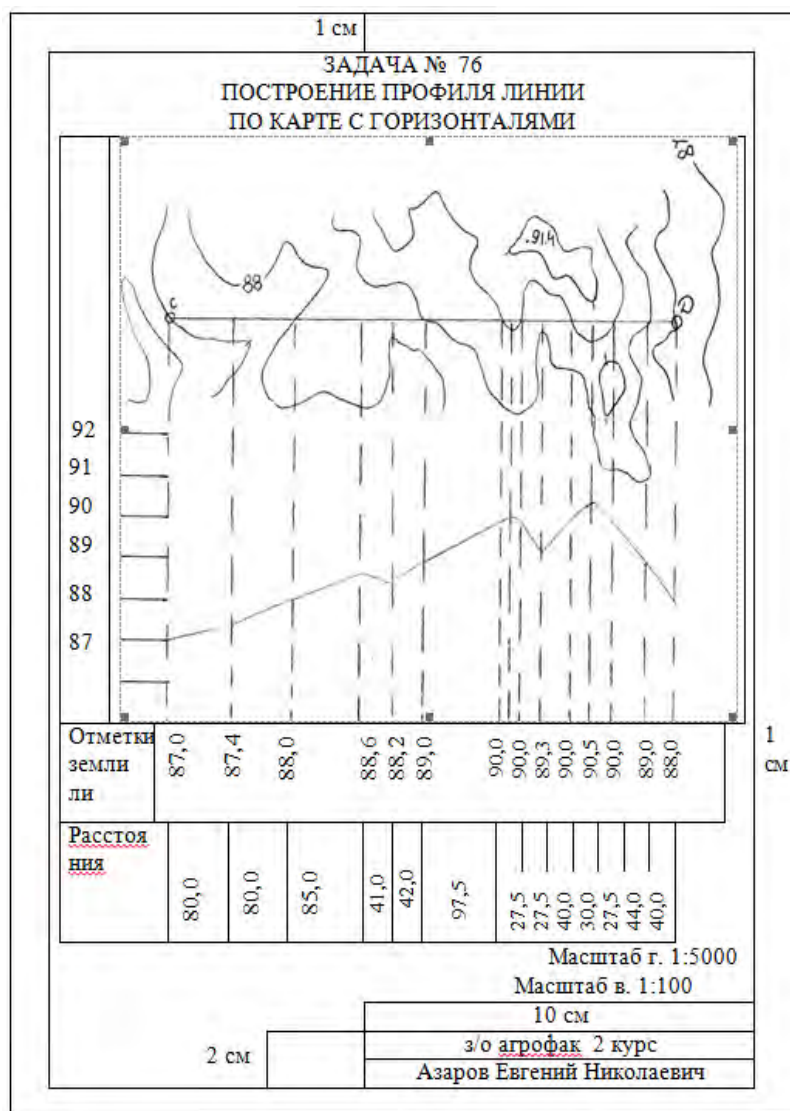 1 см
ЗАДАЧА № 7б
ПОСТРОЕНИЕ ПРОФИЛЯ ЛИНИИ
ПО КАРТЕ С ГОРИЗОНТАЛЯМИ
87
91,4
88
С
D
92
91
90
89
88
87
Отметки
земли
ли
87,0
87,4
88,0
88,6
88,2
89,0
90,0
90,0
89,3
90,0
90,5
90,0
89,0
88,0
1
см
Расстоя
ния
80,0
80,0
85,0
41,0
42,0
97,5
27,5
27,5
40,0
30,0
27,5
44,0
40,0
Масштаб г. 1:5000
Масштаб в. 1:100
10 см
2 см
з/о агрофак 2 курс
Азаров Евгений Николаевич